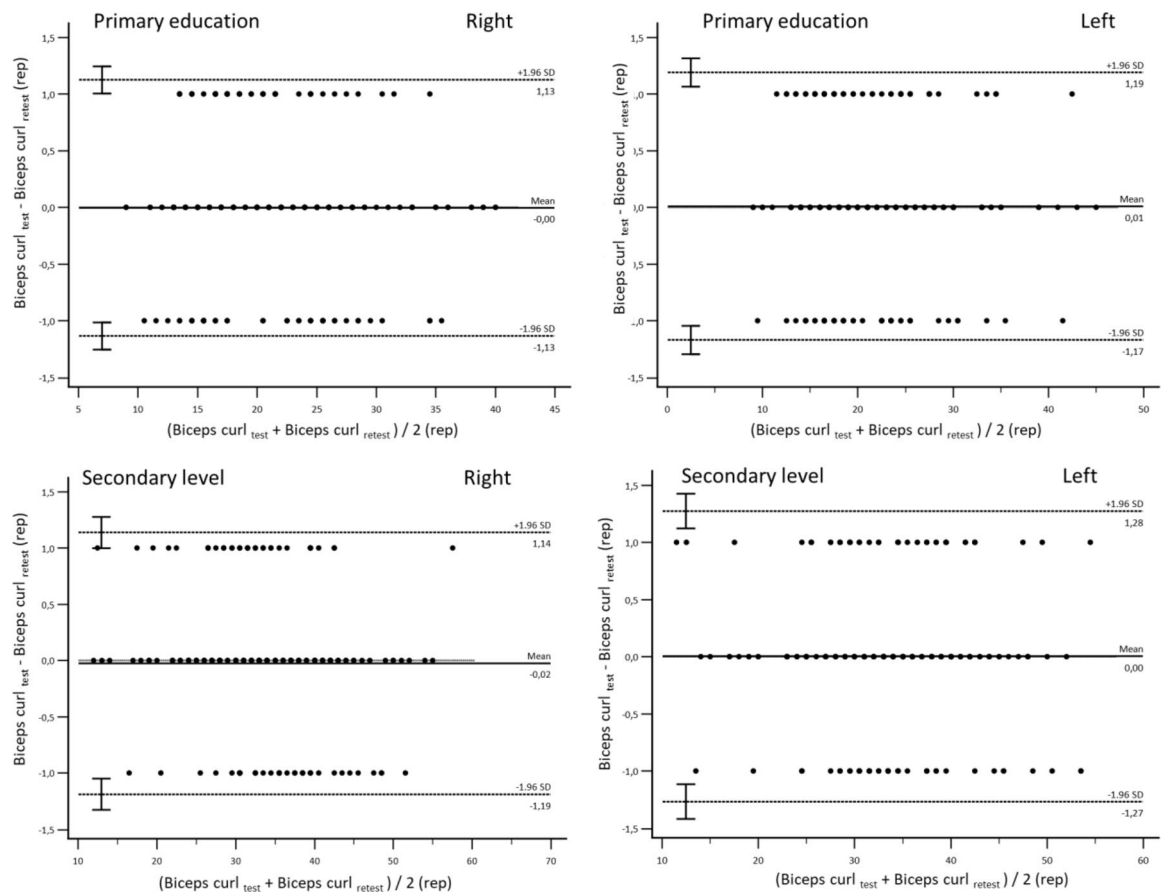 Primary education Right
1,5
1,0
0,5
0,0
-0,5
-1,0
-1,5
+1.96 SD
1,13
Mean
-0,00
-1.96 SD
-1,13
5 10 15 20 25 30 35 40 45
Biceps curl test - Biceps curl retest (rep)
(Biceps curl test + Biceps curl retest ) / 2 (rep)
Primary education Left
1,5
.,0
0,5
),0
-0,5
.,0
-1,5
+1.96 SD
1,19
Mean
0,01
-1.96 SD
-1,17
0 10 20 30 40 50
Biceps curl test - Biceps curl retest (rep)
(Biceps curl test + Biceps curl retest ) / 2 (rep)
Secondary level Right
1,5
1,0
0,5
0,0
-0,5
-1,0
-1,5
+1.96 SD
1,14
Mean
-0,02
-1.96 SD
-1,19
10 20 30 40 50 60 70
Biceps curl test - Biceps curl retest (rep)
(Biceps curl test + Biceps curl retest ) / 2 (rep)
Secondary level Left
1,5
1,0
0,5
0,0
-0,5
-1,0
-1,5
+1.96 SD
1,28
Mean
0,00
-1.96 SD
-1,27
10 20 30 40 50 60
Biceps curl test - Biceps curl retest (rep)
(Biceps curl test + Biceps curl retest ) / 2 (rep)